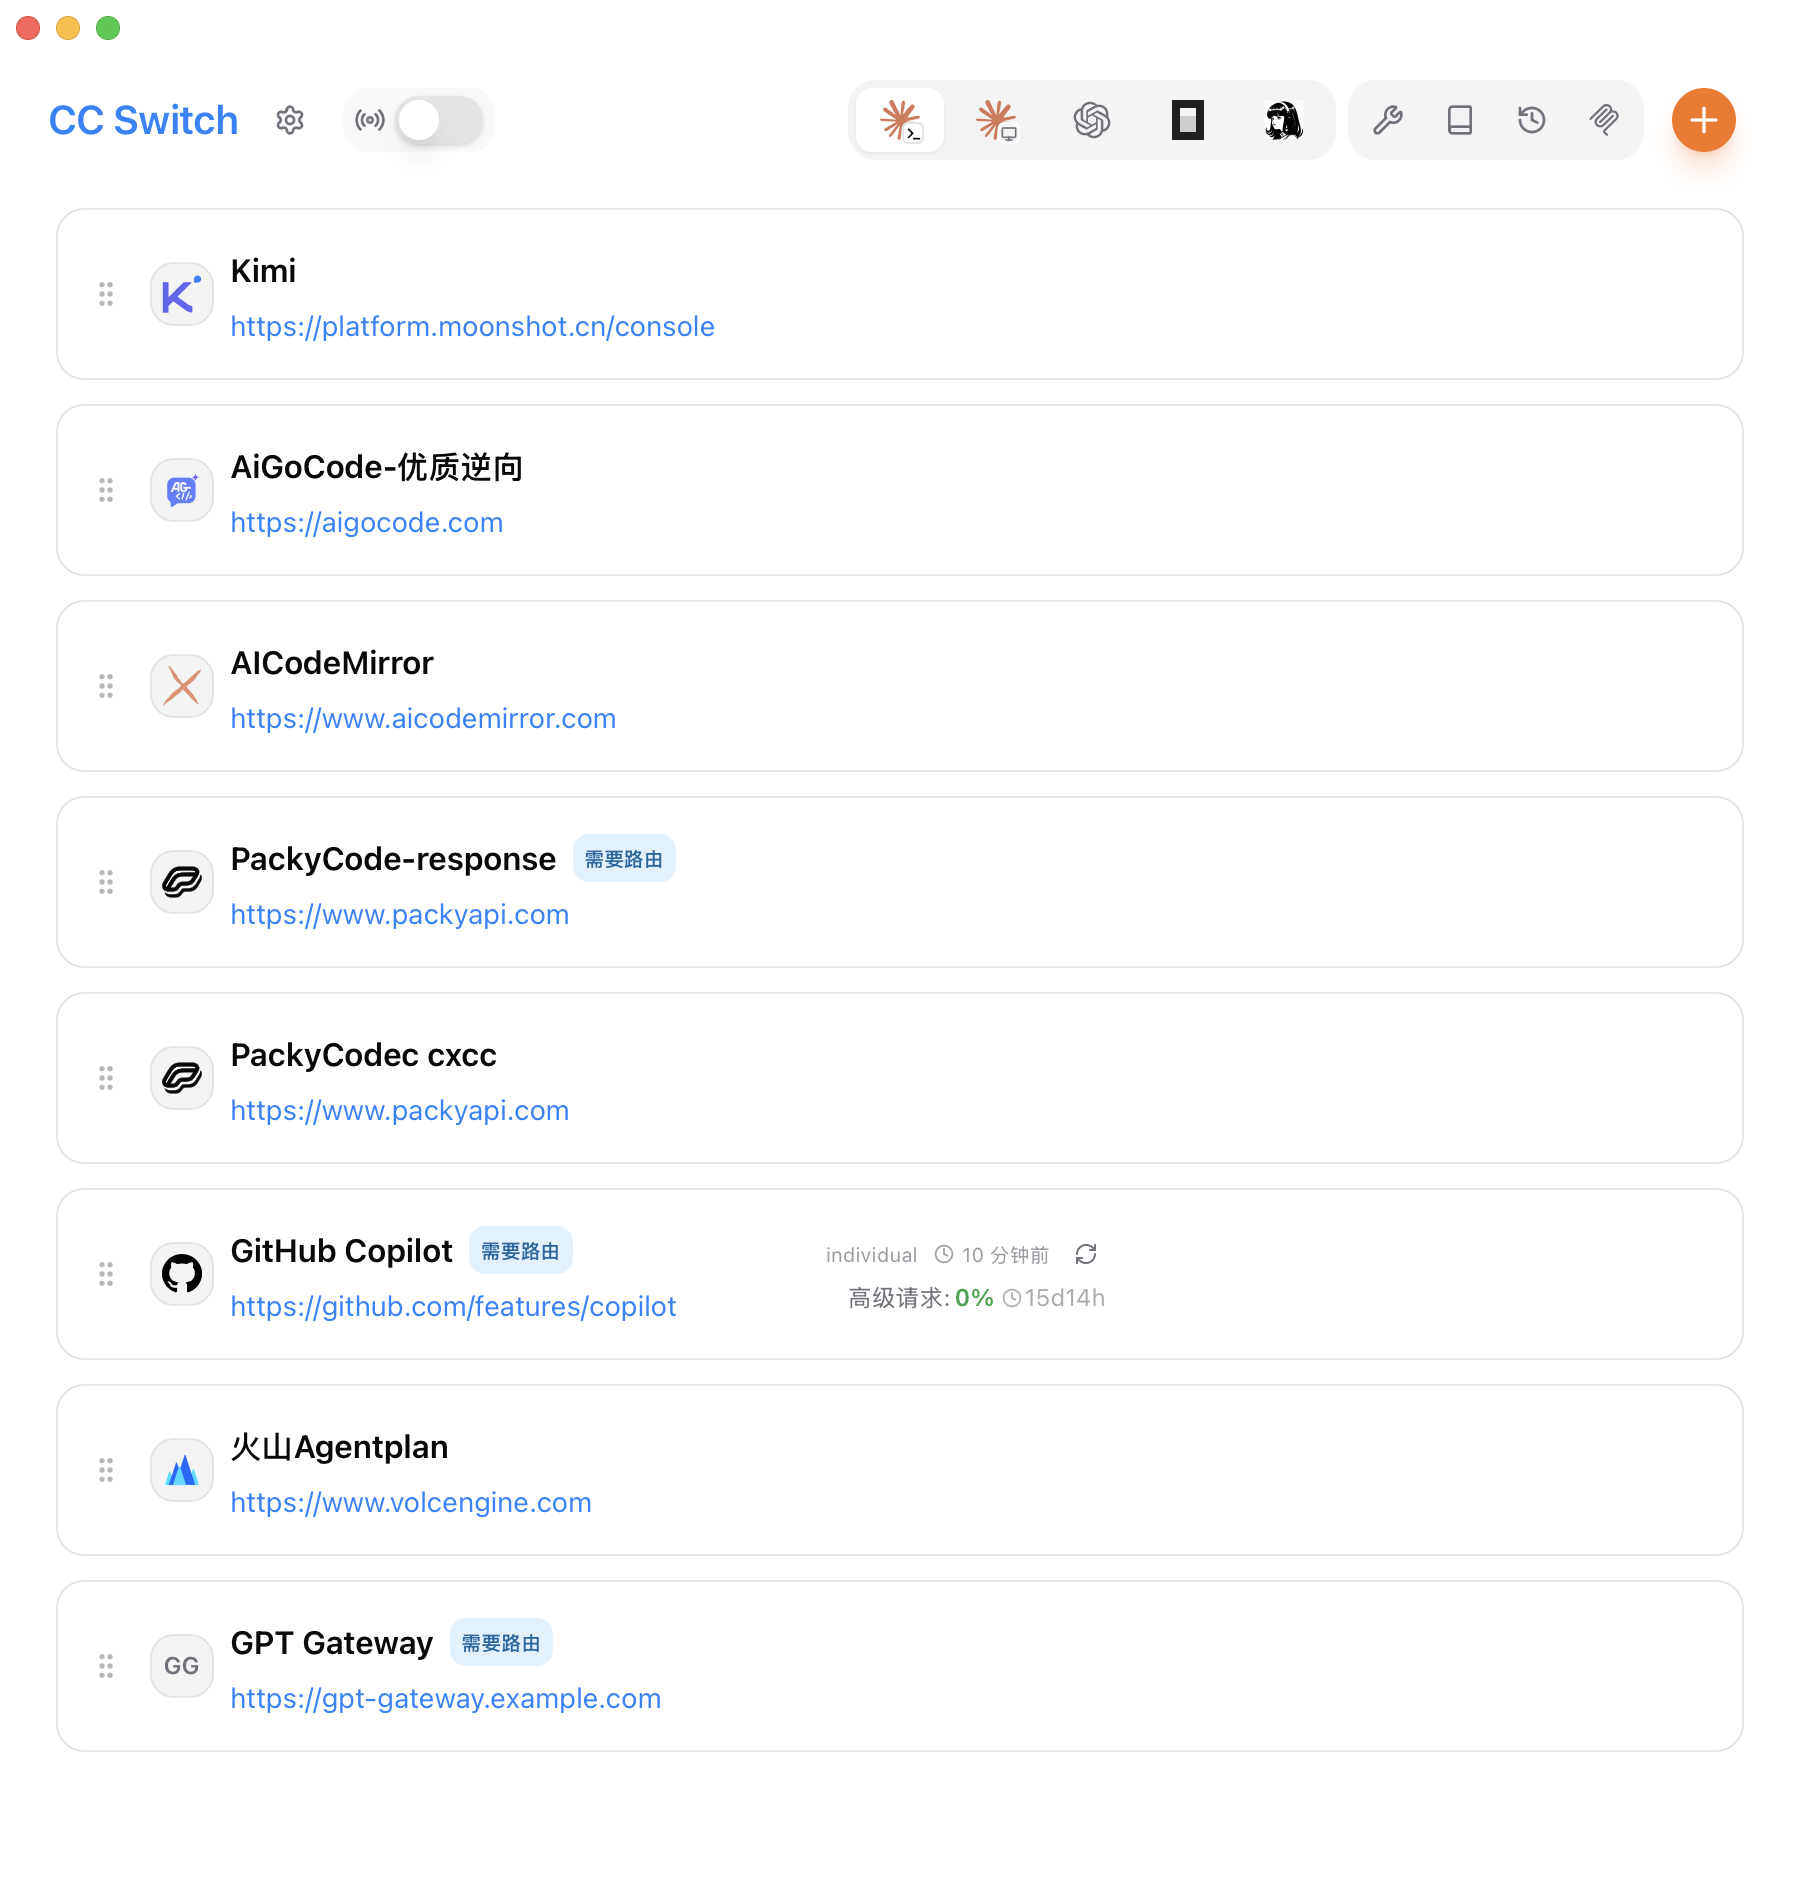 CC Switch
Kimi
https://platform.moonshot.cn/console
AiGoCode-优质逆向
https://aigocode.com
AICodeMirror
https://www.aicodemirror.com
PackyCode-response 需要路由
https://www.packyapi.com
PackyCodec cxcc
https://www.packyapi.com
GitHub Copilot 需要路由
individual 10 分钟前
https://github.com/features/copilot
高级请求: 0% 15d14h
火山Agentplan
https://www.volcengine.com
GG
GPT Gateway 需要路由
https://gpt-gateway.example.com